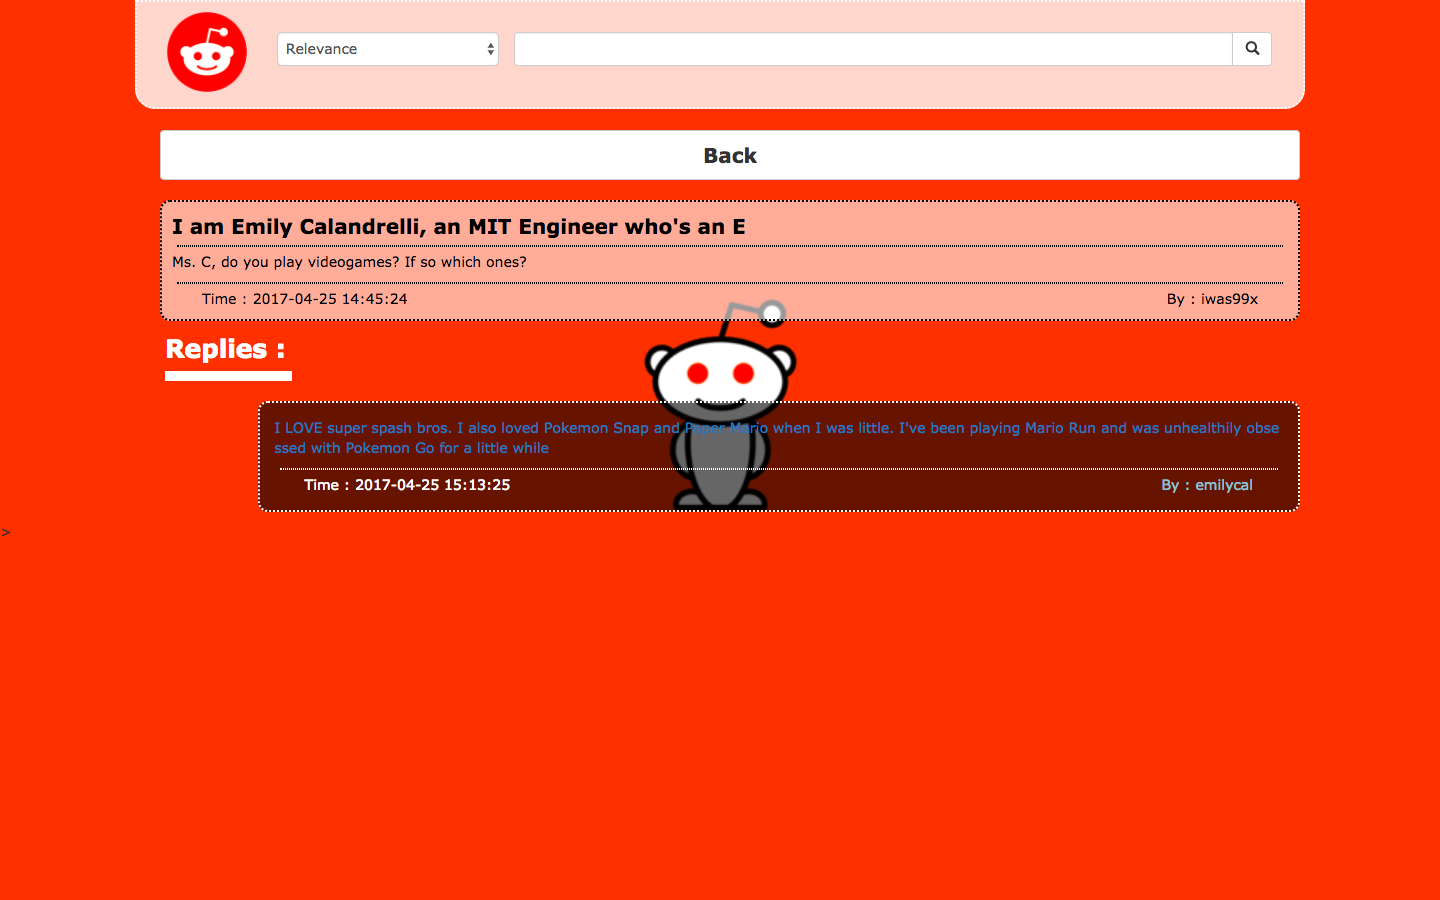 Relevance
Back
I am Emily Calandrelli, an MIT Engineer who's an E
Ms. C, do you play videogames? If so which ones?
Time : 2017-04-25 14:45:24 By : iwas99x
Replies :
I LOVE super spash bros. I also loved Pokemon Snap and Paper Mario when I was little. I've been playing Mario Run and was unhealthily obse
ssed with Pokemon Go for a little while
Time : 2017-04-25 15:13:25 By : emilycal
>